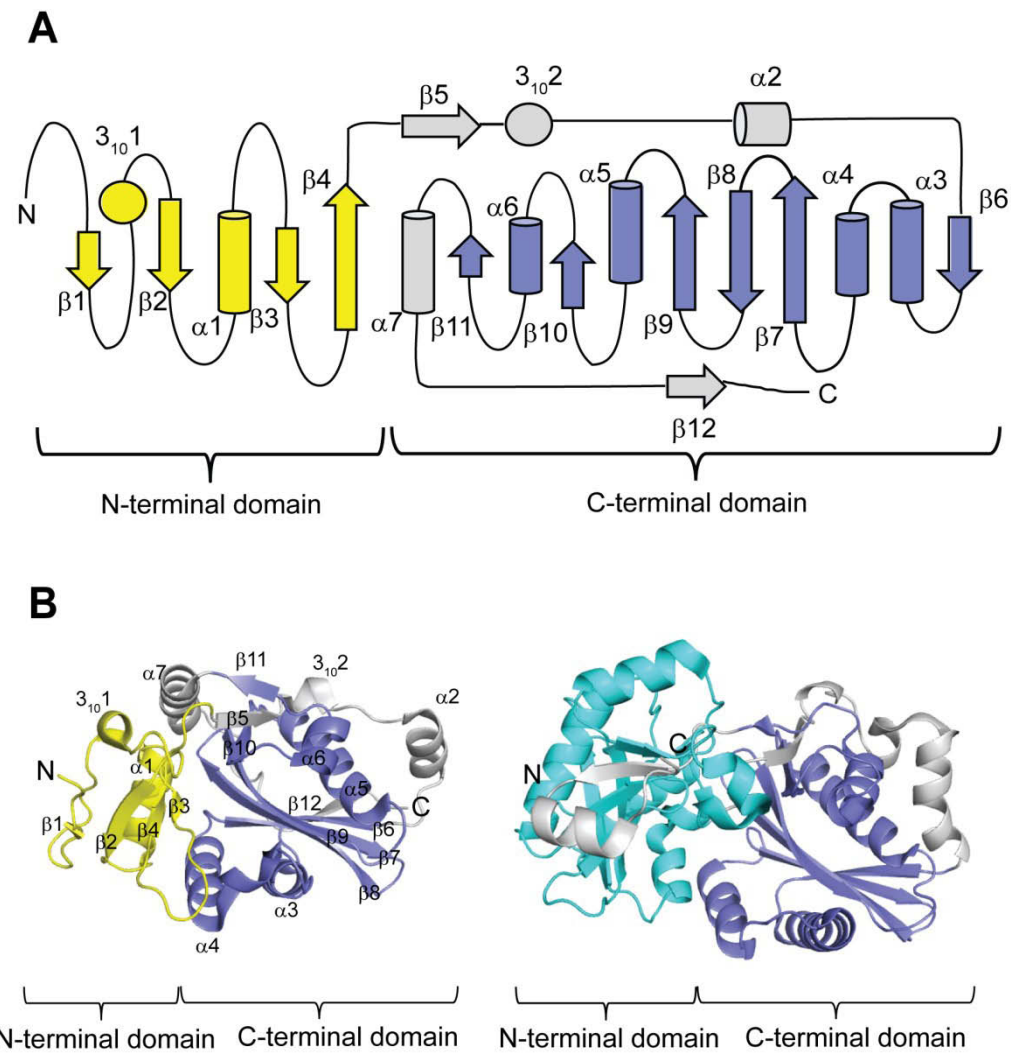 A
3₁₀2
α2
β5
3₁₀1
β4
α5
β8
α4
α3
α6
β6
N
β1
β2
α1
β3
α7
β11
β10
β9
β7
C
β12
N-terminal domain
C-terminal domain
B
β11
3₁₀2
α7
α2
3₁₀1
β5
β10
α6
N
α1
α5
C
N
C
β3
β12
β6
β1
β2
β4
β9
β7
β8
α3
α4
N-terminal domain
C-terminal domain
N-terminal domain
C-terminal domain